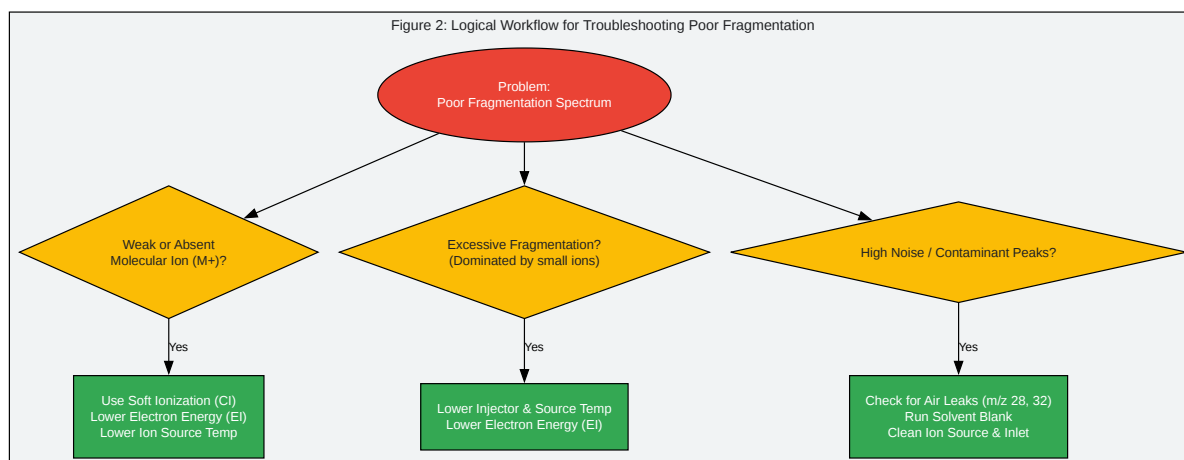 Figure 2: Logical Workflow for Troubleshooting Poor Fragmentation
Problem:
Poor Fragmentation Spectrum
Weak or Absent
Molecular Ion (M+)?
Excessive Fragmentation?
(Dominated by small ions)
High Noise / Contaminant Peaks?
Yes
Yes
Yes
Use Soft Ionization (CI)
Lower Electron Energy (EI)
Lower Ion Source Temp
Lower Injector & Source Temp
Lower Electron Energy (EI)
Check for Air Leaks (m/z 28, 32)
Run Solvent Blank
Clean Ion Source & Inlet